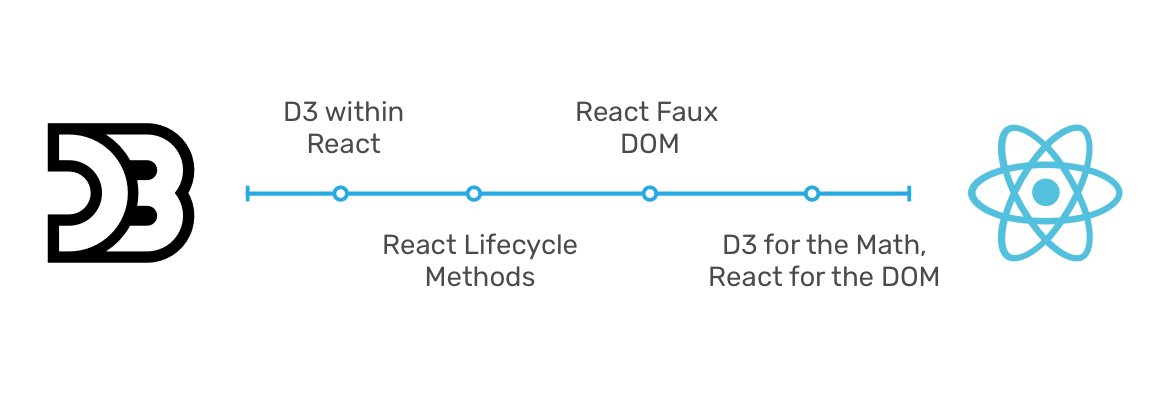 D3 within
React
React Faux
DOM
React Lifecycle
Methods
D3 for the Math,
React for the DOM